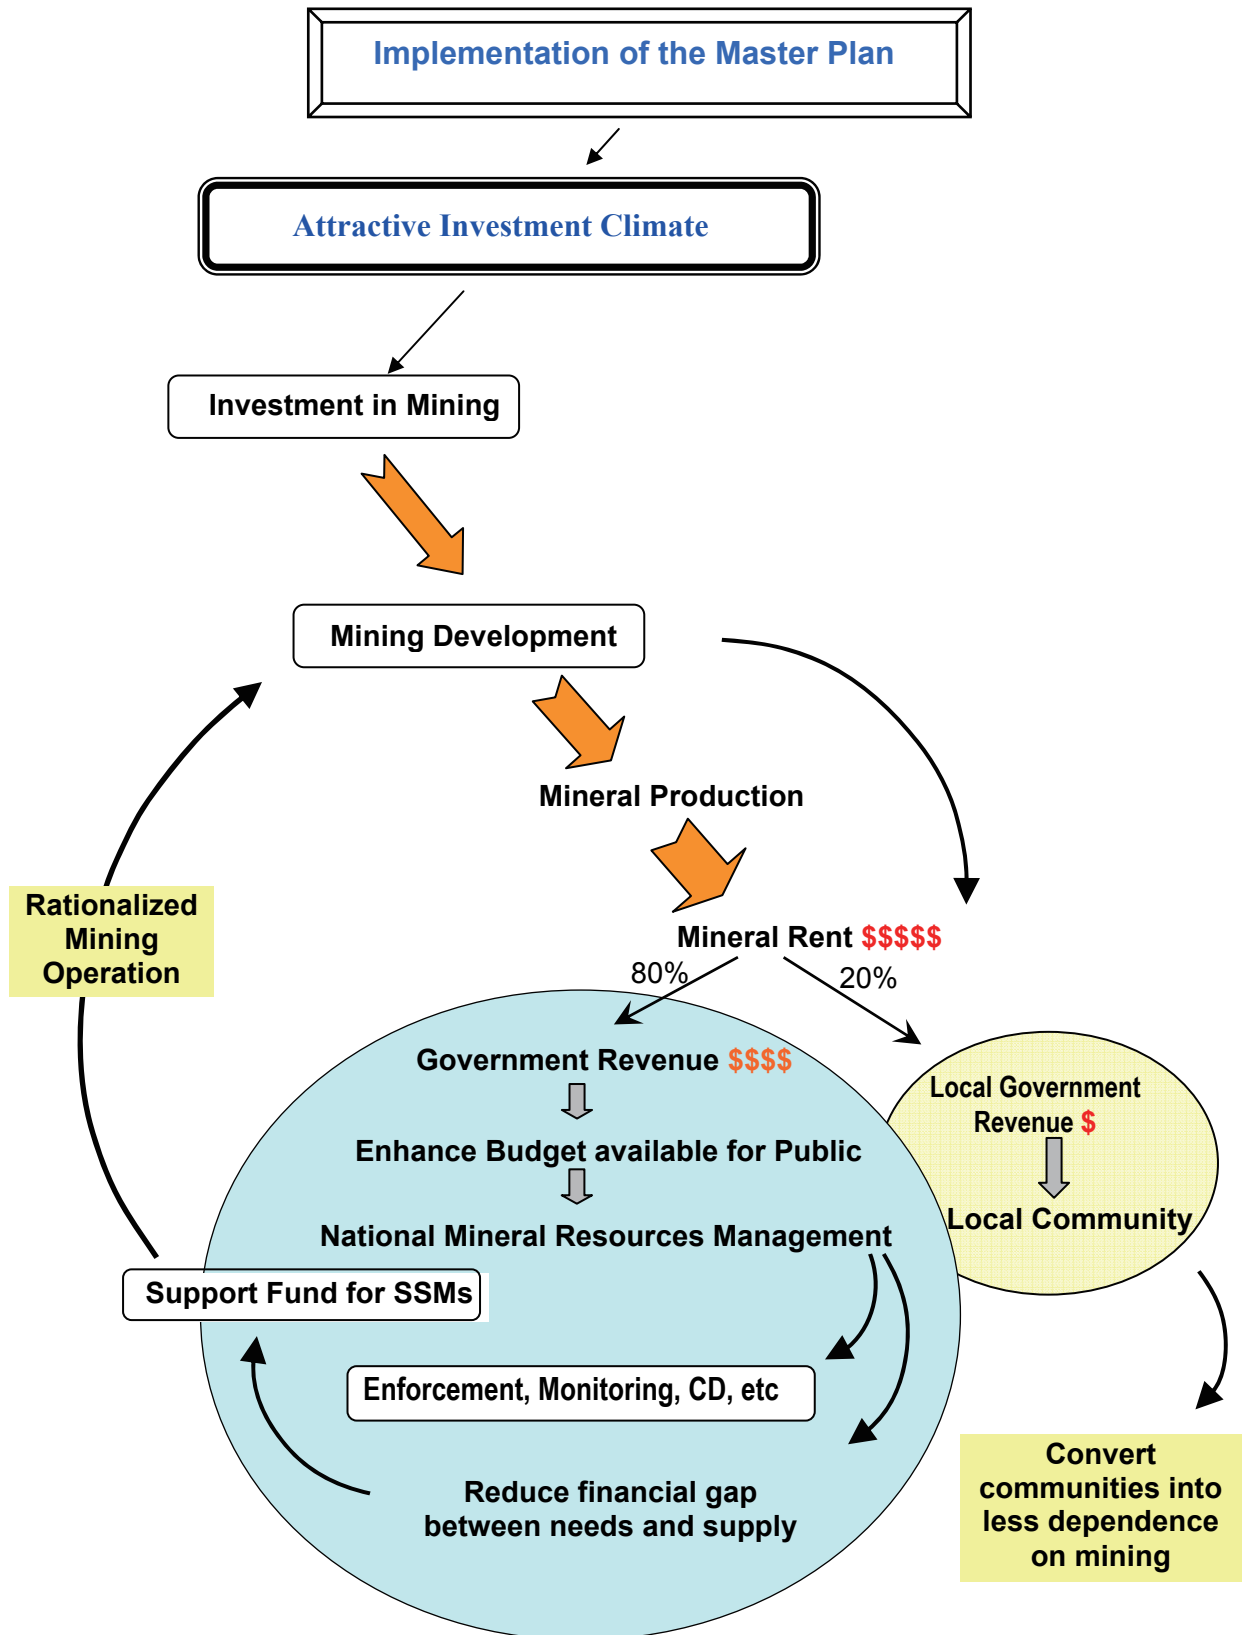 Implementation of the Master Plan
Attractive Investment Climate
Investment in Mining
Mining Development
Mineral Production
Rationalized
Mining
Operation
Mineral Rent $$$$$
80%
20%
Government Revenue $$$$
Local Government
Revenue $
Enhance Budget available for Public
Local Community
National Mineral Resources Management
Support Fund for SSMs
Enforcement, Monitoring, CD, etc
Reduce financial gap
between needs and supply
Convert
communities into
less dependence
on mining